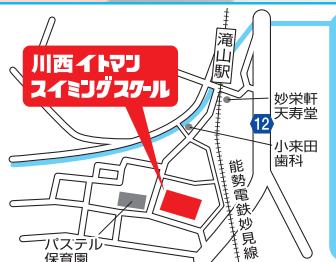 滝山駅
川西イトマン
スイミングスクール
妙栄軒
天寿堂
12
小来田
歯科
能勢電鉄妙見線
パステル
保育園